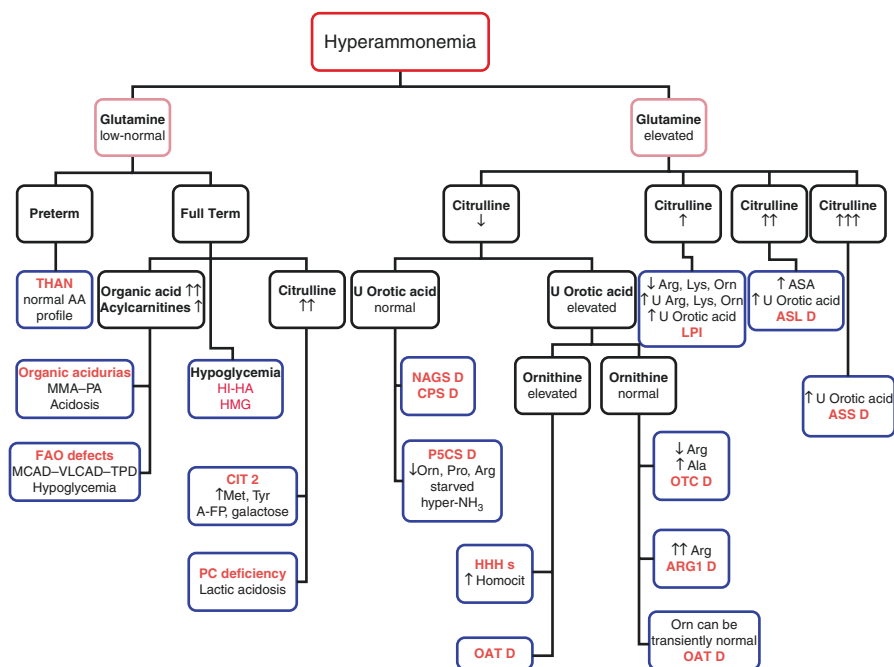 Hyperammonemia
Glutamine
low-normal
Glutamine
elevated
Preterm
Full Term
Citrulline
↓
Citrulline
↑
Citrulline
↑↑
Citrulline
↑↑↑
THAN
normal AA
profile
Organic acid ↑↑
Acylcarnitines ↑
Citrulline
↑↑
U Orotic acid
normal
U Orotic acid
elevated
↓Arg, Lys, Orn
↑U Arg, Lys, Orn
↑U Orotic acid
LPI
↑ASA
↑U Orotic acid
ASL D
Organic acidurias
MMA–PA
Acidosis
Hypoglycemia
HI-HA
HMG
NAGS D
CPS D
Ornithine
elevated
Ornithine
normal
↑U Orotic acid
ASS D
FAO defects
MCAD–VLCAD–TPD
Hypoglycemia
CIT 2
↑Met, Tyr
A-FP, galactose
P5CS D
↓Orn, Pro, Arg
starved
hyper-NH₃
↓Arg
↑Ala
OTC D
PC deficiency
Lactic acidosis
HHH s
↑Homocit
↑↑ Arg
ARG1 D
OAT D
Orn can be
transiently normal
OAT D